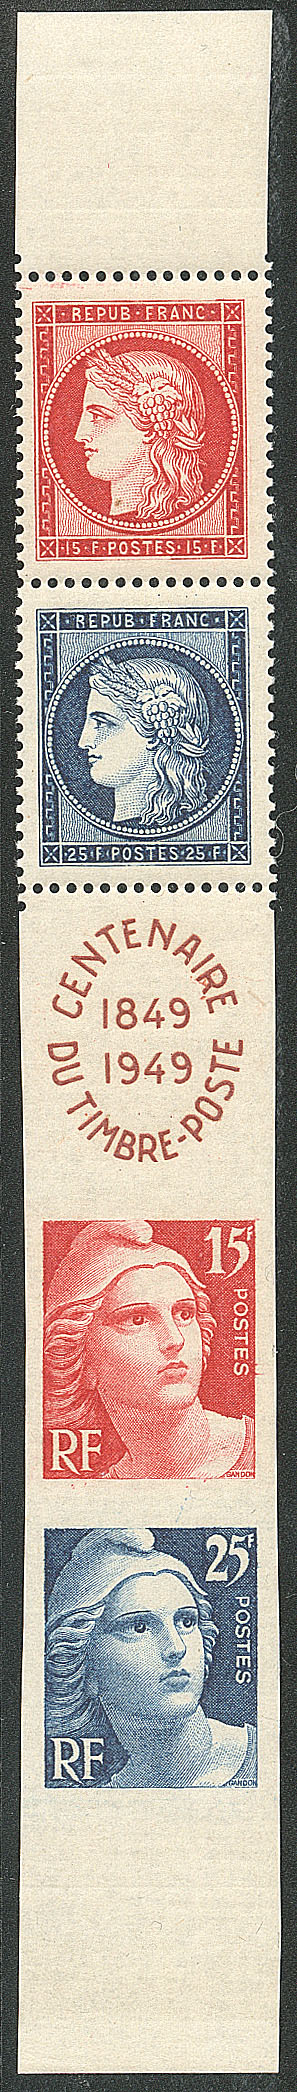 REPUB·FRANC·
15·F·POSTES·15·F·
REPUB·FRANC·
25·F·POSTES·25·F·
CENTENAIRE
1849
1949
DU TIMBRE-POSTE
15F
POSTES
RF
GANDON
25F
POSTES
RF
GANDON